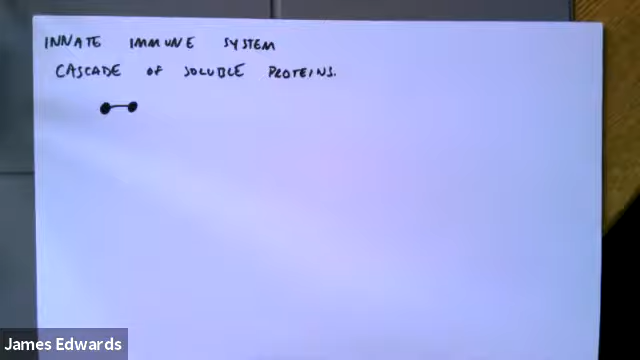 INNATE IMMUNE SYSTEM
CASCADE OF SOLUBLE PROTEINS.
James Edwards